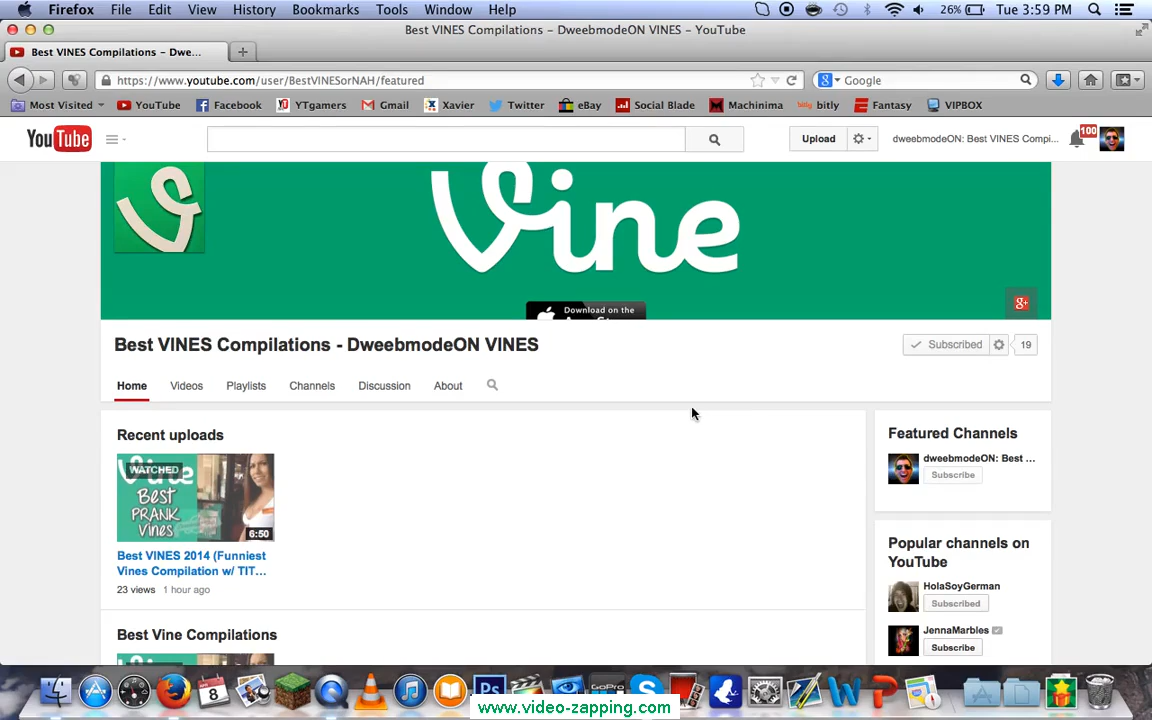 Firefox File Edit View History Bookmarks Tools Window Help 26% Tue 3:59 PM
Best VINES Compilations - DweebmodeON VINES - YouTube
Best VINES Compilations - Dwe...
https://www.youtube.com/user/BestVINESorNAH/featured Google
Most Visited YouTube Facebook YTgamers Gmail Xavier Twitter eBay Social Blade Machinima bitly Fantasy VIPBOX
YouTube Upload dweebmodeON: Best VINES Compi... 100
Vine
Download on the
Best VINES Compilations - DweebmodeON VINES Subscribed 19
Home Videos Playlists Channels Discussion About
Recent uploads
WATCHED
Vine
Best
PRANK
Vines
6:50
Best VINES 2014 (Funniest
Vines Compilation w/ TIT...
23 views 1 hour ago
Best Vine Compilations
Featured Channels
dweebmodeON: Best ...
Subscribe
Popular channels on
YouTube
HolaSoyGerman
Subscribed
JennaMarbles
Subscribe
8
GoPro
www.video-zapping.com